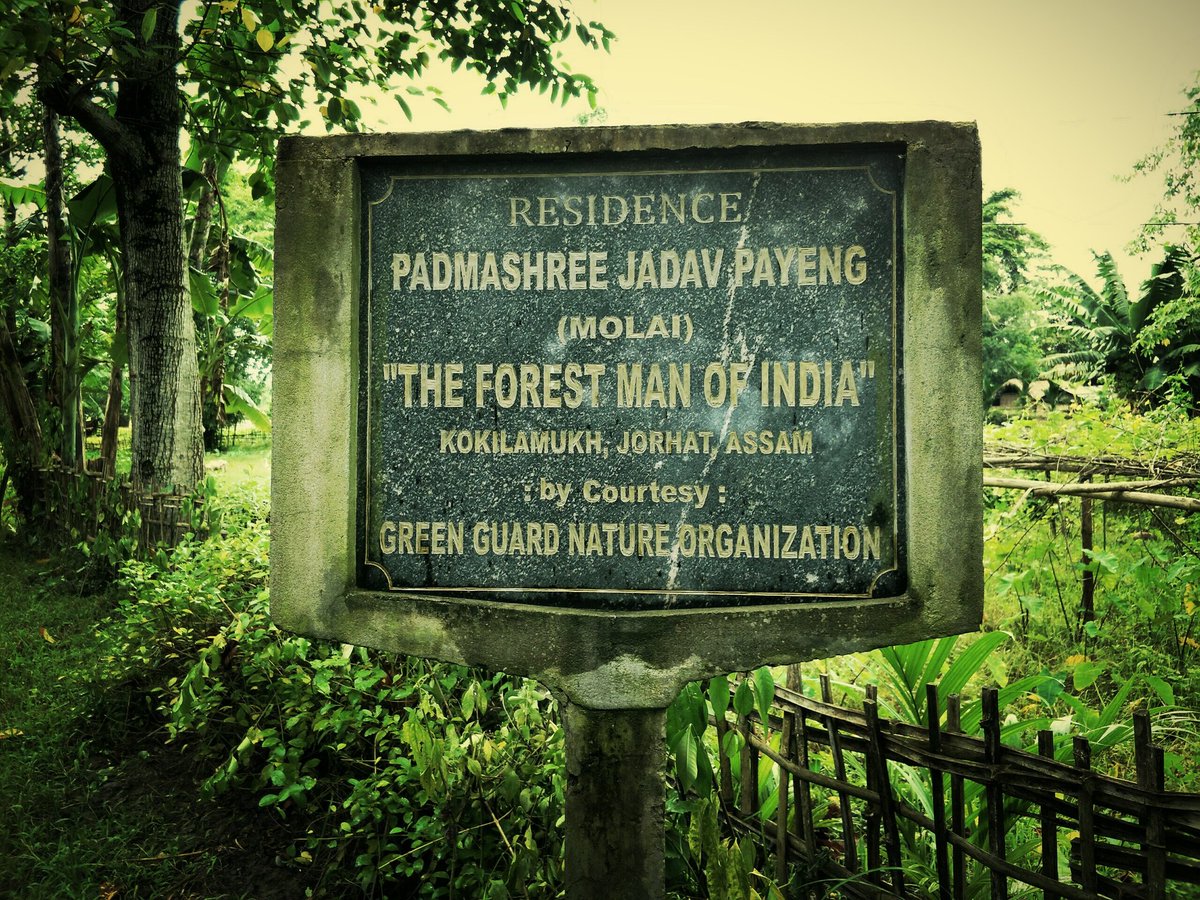 RESIDENCE
PADMASHREE JADAV PAYENG
(MOLAI)
"THE FOREST MAN OF INDIA"
KOKILAMUKH, JORHAT, ASSAM
: by Courtesy :
GREEN GUARD NATURE ORGANIZATION